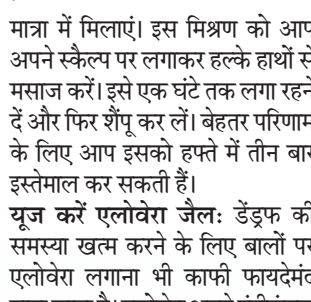 मात्रा में मिलाएं। इस मिश्रण को आप
अपने स्कैल्प पर लगाकर हल्के हाथों से
मसाज करें। इसे एक घंटे तक लगा रहने
दें और फिर शैंपू कर लें। बेहतर परिणाम
के लिए आप इसको हफ्ते में तीन बार
इस्तेमाल कर सकती हैं।
यूज करें एलोवेरा जैल: डेंड्रफ की
समस्या खत्म करने के लिए बालों पर
एलोवेरा लगाना भी काफी फायदेमंद